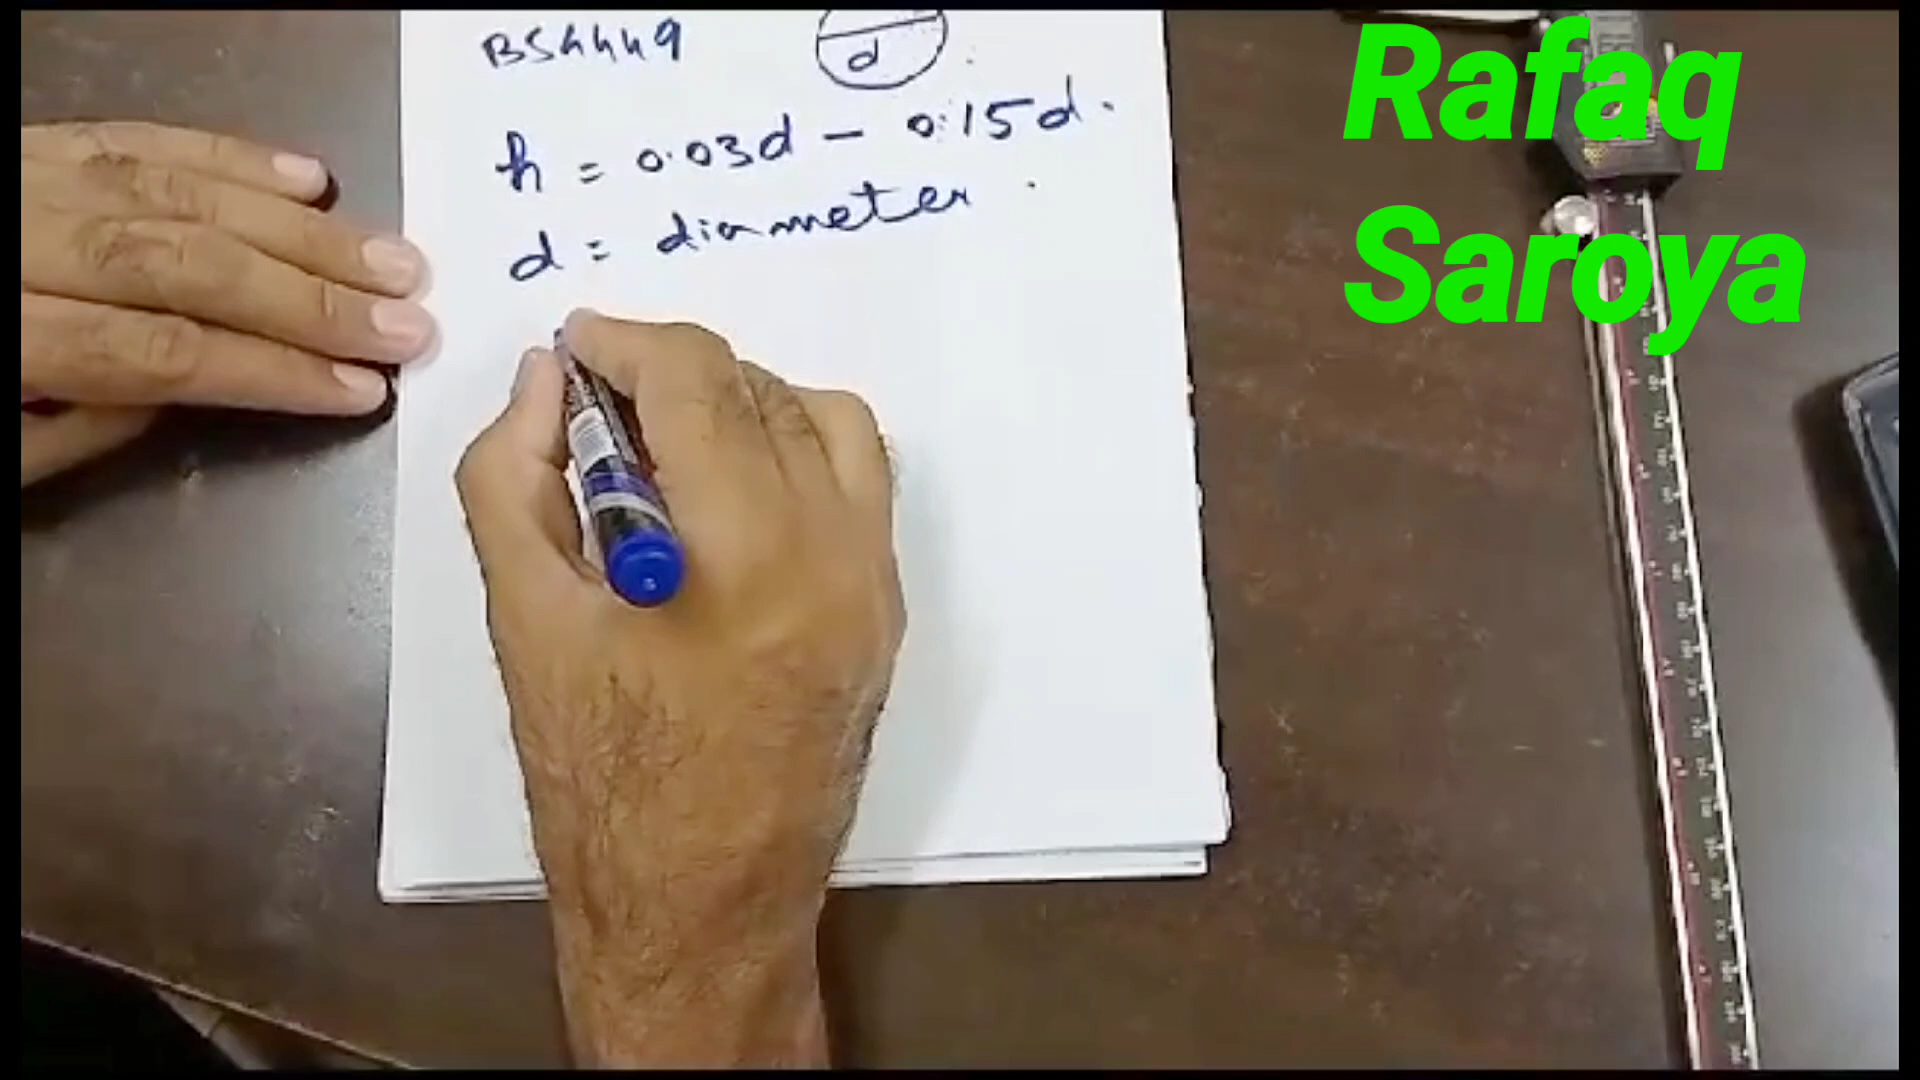 BS4449
d
h = 0.03d - 0.15d.
d = diameter
Rafaq
Saroya